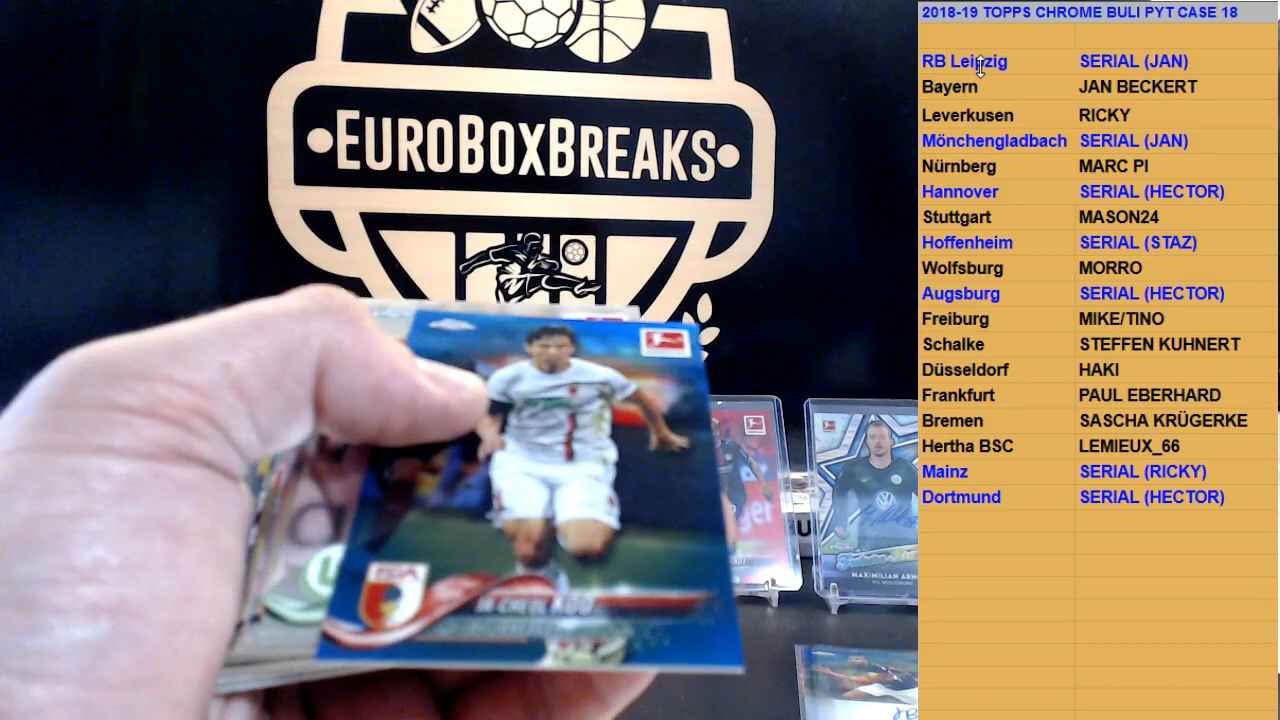 2018-19 TOPPS CHROME BULI PYT CASE 18
RB Leipzig SERIAL (JAN)
Bayern JAN BECKERT
Leverkusen RICKY
Mönchengladbach SERIAL (JAN)
Nürnberg MARC PI
Hannover SERIAL (HECTOR)
Stuttgart MASON24
Hoffenheim SERIAL (STAZ)
Wolfsburg MORRO
Augsburg SERIAL (HECTOR)
Freiburg MIKE/TINO
Schalke STEFFEN KUHNERT
Düsseldorf HAKI
Frankfurt PAUL EBERHARD
Bremen SASCHA KRÜGERKE
Hertha BSC LEMIEUX_66
Mainz SERIAL (RICKY)
Dortmund SERIAL (HECTOR)
EUROBOXBREAKS
FCA
JA-CHEOL KOO
MAXIMILIAN